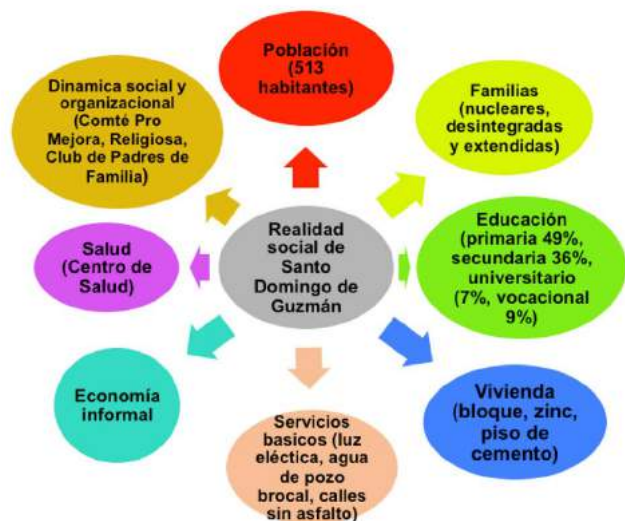 Población
(513
habitantes)
Dinamica social y
organizacional
(Comté Pro
Mejora, Religiosa,
Club de Padres de
Familia)
Familias
(nucleares,
desintegradas
y extendidas)
Salud
(Centro de
Salud)
Realidad
social de
Santo
Domingo de
Guzmán
Educación
(primaria 49%,
secundaria 36%,
universitario
(7%, vocacional
9%)
Economía
informal
Servicios
basicos (luz
eléctica, agua
de pozo
brocal, calles
sin asfalto)
Vivienda
(bloque, zinc,
piso de
cemento)